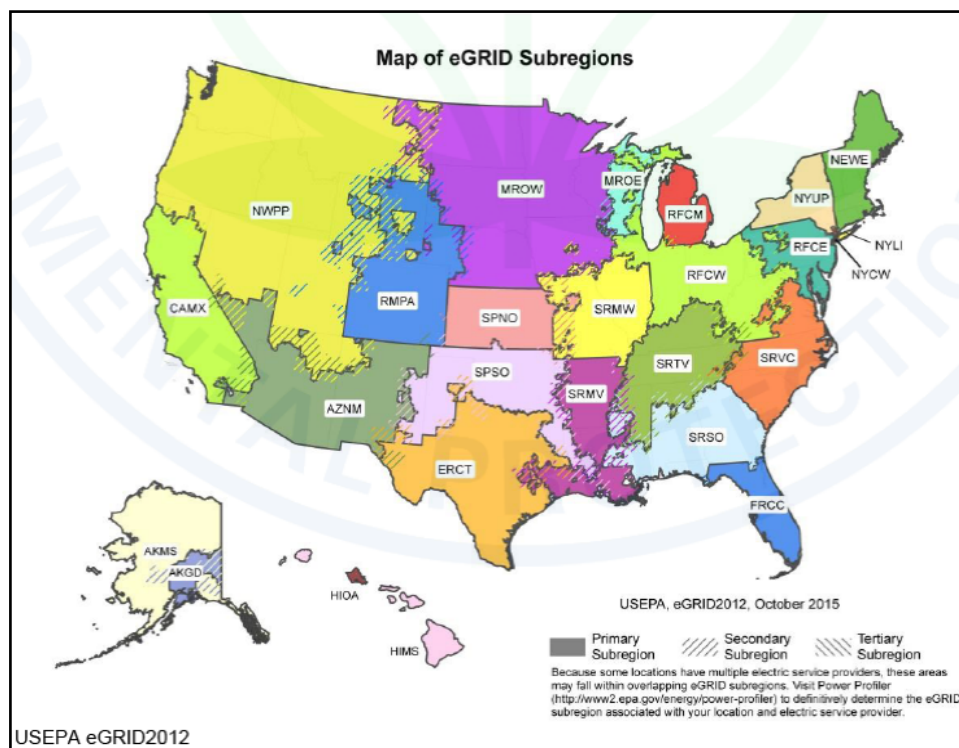 Map of eGRID Subregions
NEWE
MROE
NYUP
MROW
RFCM
NWPP
RFCE
NYLI
RFCW
NYCW
RMPA
CAMX
SRMW
SPNO
SRTV
SRVC
SPSO
SRMV
AZNM
SRSO
ERCT
FRCC
AKMS
AKGD
HIOA
HIMS
USEPA, eGRID2012, October 2015
Primary Subregion
Secondary Subregion
Tertiary Subregion
Because some locations have multiple electric service providers, these areas
may fall within overlapping eGRID subregions. Visit Power Profiler
(http://www2.epa.gov/energy/power-profiler) to definitively determine the eGRID
subregion associated with your location and electric service provider.
USEPA eGRID2012